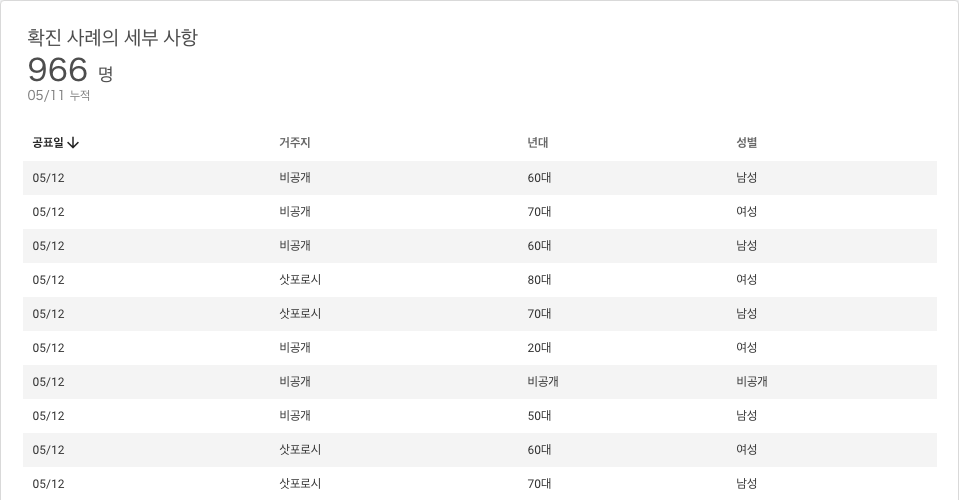 확진 사례의 세부 사항
966 명
05/11 누적
공표일 ↓ 거주지 년대 성별
05/12 비공개 60대 남성
05/12 비공개 70대 여성
05/12 비공개 60대 남성
05/12 삿포로시 80대 여성
05/12 삿포로시 70대 남성
05/12 비공개 20대 여성
05/12 비공개 비공개 비공개
05/12 비공개 50대 남성
05/12 삿포로시 60대 여성
05/12 삿포로시 70대 남성